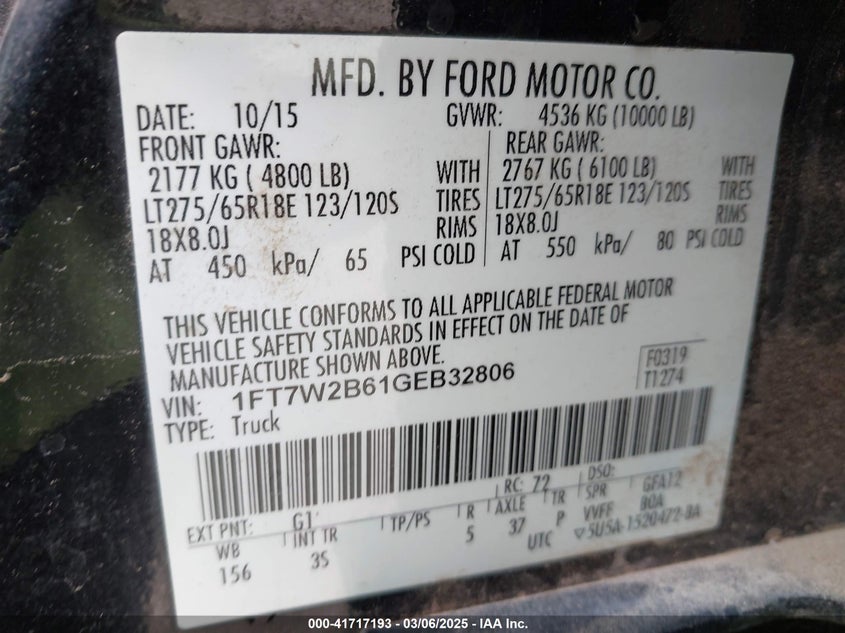 MFD. BY FORD MOTOR CO.
DATE: 10/15 GVWR: 4536 KG (10000 LB)
FRONT GAWR: REAR GAWR:
2177 KG ( 4800 LB) WITH 2767 KG ( 6100 LB) WITH
LT275/65R18E 123/120S TIRES LT275/65R18E 123/120S TIRES
18X8.0J RIMS 18X8.0J RIMS
AT 450 kPa/ 65 PSI COLD AT 550 kPa/ 80 PSI COLD
THIS VEHICLE CONFORMS TO ALL APPLICABLE FEDERAL MOTOR
VEHICLE SAFETY STANDARDS IN EFFECT ON THE DATE OF
MANUFACTURE SHOWN ABOVE.
F0319
VIN: 1FT7W2B61GEB32806
T1274
TYPE: Truck
RC: 72 DSO:
EXT PNT: G1 TP/PS R AXLE TR SPR GFA12
WB INT TR 5 37 P VVFF BOA
156 3S UTC 5U5A-1520472-BA
000-41717193 - 03/06/2025 - IAA Inc.